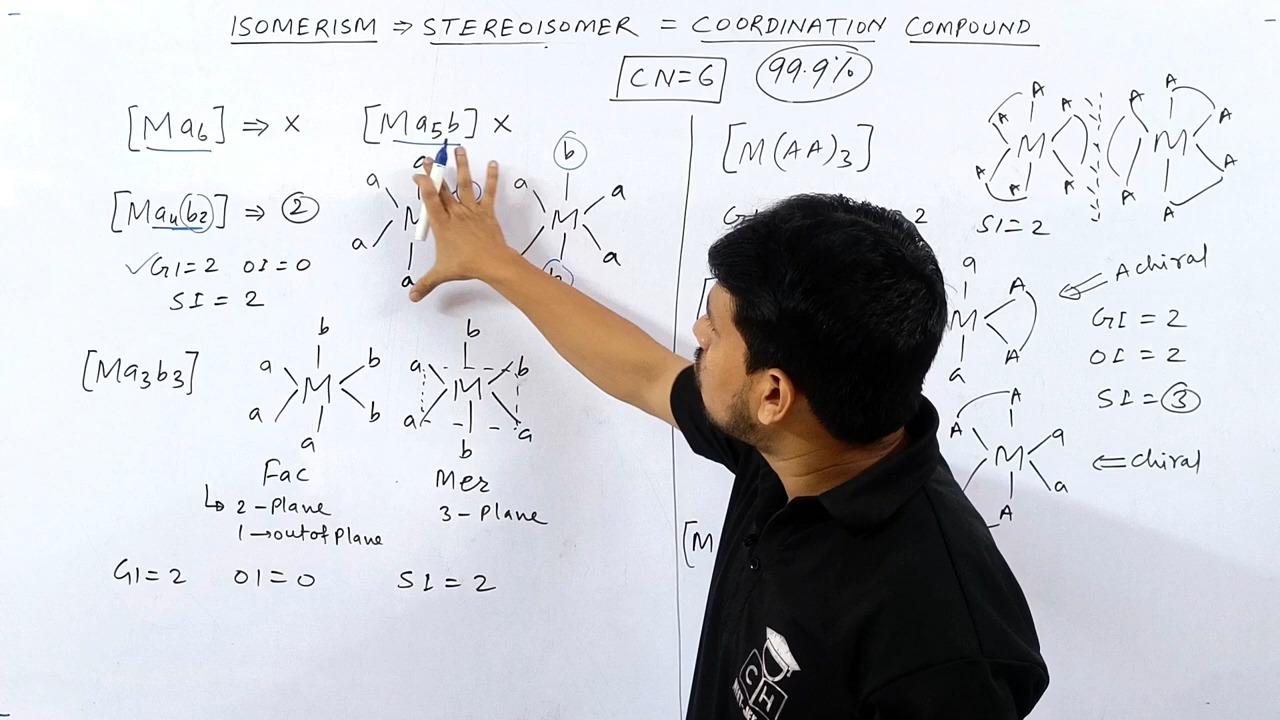 ISOMERISM ⇒ STEREOISOMER = COORDINATION COMPOUND
CN=6 99.9%
[Ma6] ⇒ x [Ma5b] x
[Ma4b2] ⇒ 2
✓GI=2 OI=0
SI = 2
a
a
M
a
a
b
a
a
M
a
b
[Ma3b3]
b
a
b
M
a
b
a
Fac
↳ 2-Plane
1→out of Plane
b
a
b
M
a
a
b
Mer
3-Plane
GI=2 OI=0 SI=2
[M(AA)3]
2
A
A
A
M
A
A
A
A
A
A
M
A
A
A
SI=2
a
A
M
A
a
⇐ Achiral
GI=2
OI=2
SI=3
A
A
M
a
a
A
⇐ chiral
[M
CH